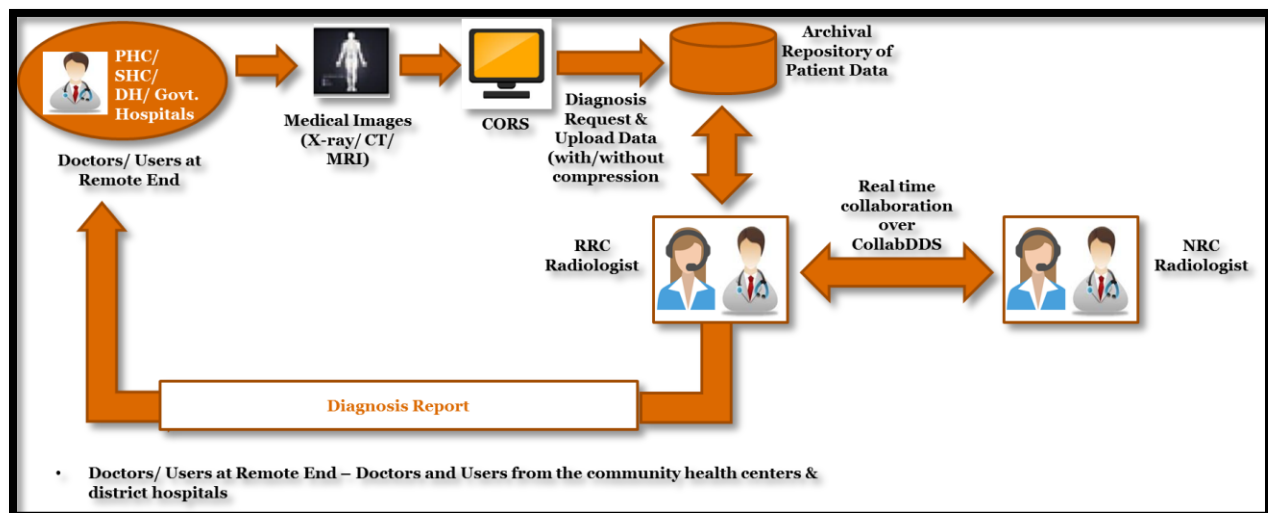 PHC/
SHC/
DH/ Govt.
Hospitals
Doctors/ Users at
Remote End
Medical Images
(X-ray/ CT/
MRI)
CORS
Diagnosis
Request &
Upload Data
(with/without
compression
Archival
Repository of
Patient Data
RRC
Radiologist
Real time
collaboration
over
CollabDDS
NRC
Radiologist
Diagnosis Report
• Doctors/ Users at Remote End – Doctors and Users from the community health centers &
district hospitals